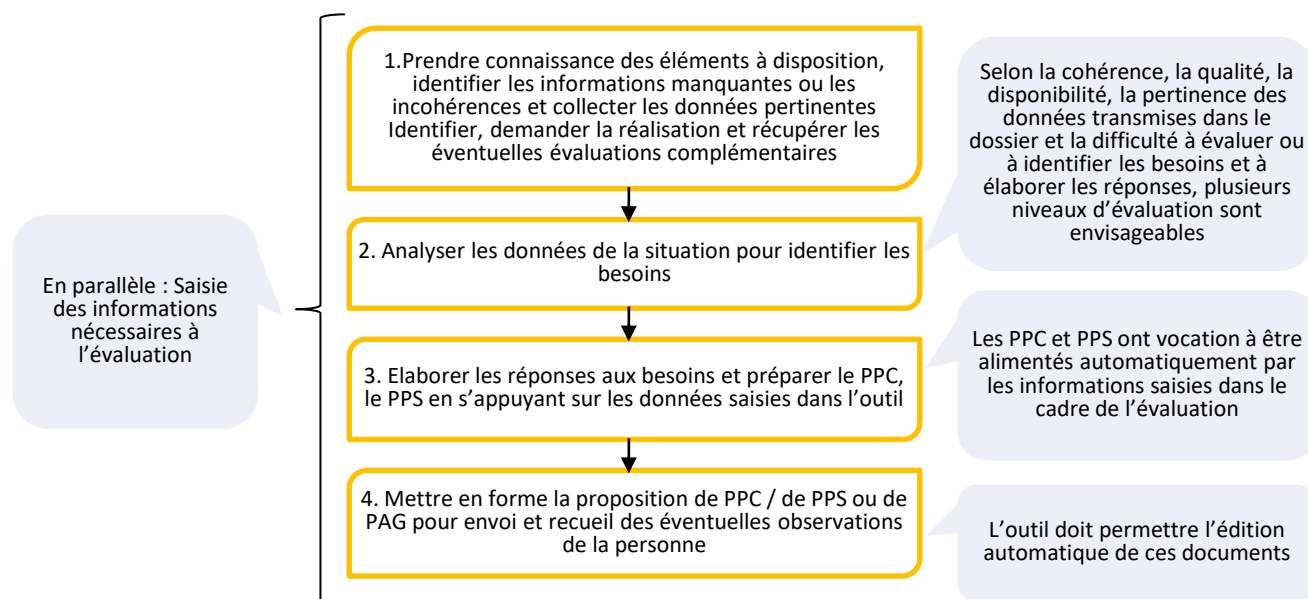 En parallèle : Saisie
des informations
nécessaires à
l’évaluation
1.Prendre connaissance des éléments à disposition,
identifier les informations manquantes ou les
incohérences et collecter les données pertinentes
Identifier, demander la réalisation et récupérer les
éventuelles évaluations complémentaires
2. Analyser les données de la situation pour identifier les
besoins
Selon la cohérence, la qualité, la
disponibilité, la pertinence des
données transmises dans le
dossier et la difficulté à évaluer ou
à identifier les besoins et à
élaborer les réponses, plusieurs
niveaux d’évaluation sont
envisageables
3. Elaborer les réponses aux besoins et préparer le PPC,
le PPS en s’appuyant sur les données saisies dans l’outil
Les PPC et PPS ont vocation à être
alimentés automatiquement par
les informations saisies dans le
cadre de l’évaluation
4. Mettre en forme la proposition de PPC / de PPS ou de
PAG pour envoi et recueil des éventuelles observations
de la personne
L’outil doit permettre l’édition
automatique de ces documents